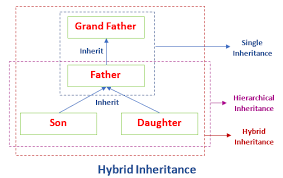 Grand Father
Inherit
Single
Inheritance
Father
Inherit
Hierarchical
Inheritance
Son
Daughter
Hybrid
Inheritance
Hybrid Inheritance